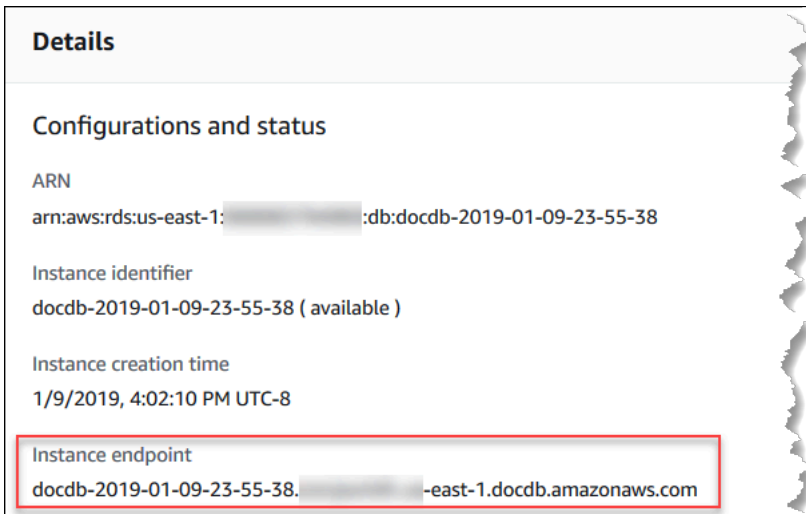 Details
Configurations and status
ARN
arn:aws:rds:us-east-1: :db:docdb-2019-01-09-23-55-38
Instance identifier
docdb-2019-01-09-23-55-38 ( available )
Instance creation time
1/9/2019, 4:02:10 PM UTC-8
Instance endpoint
docdb-2019-01-09-23-55-38. -east-1.docdb.amazonaws.com